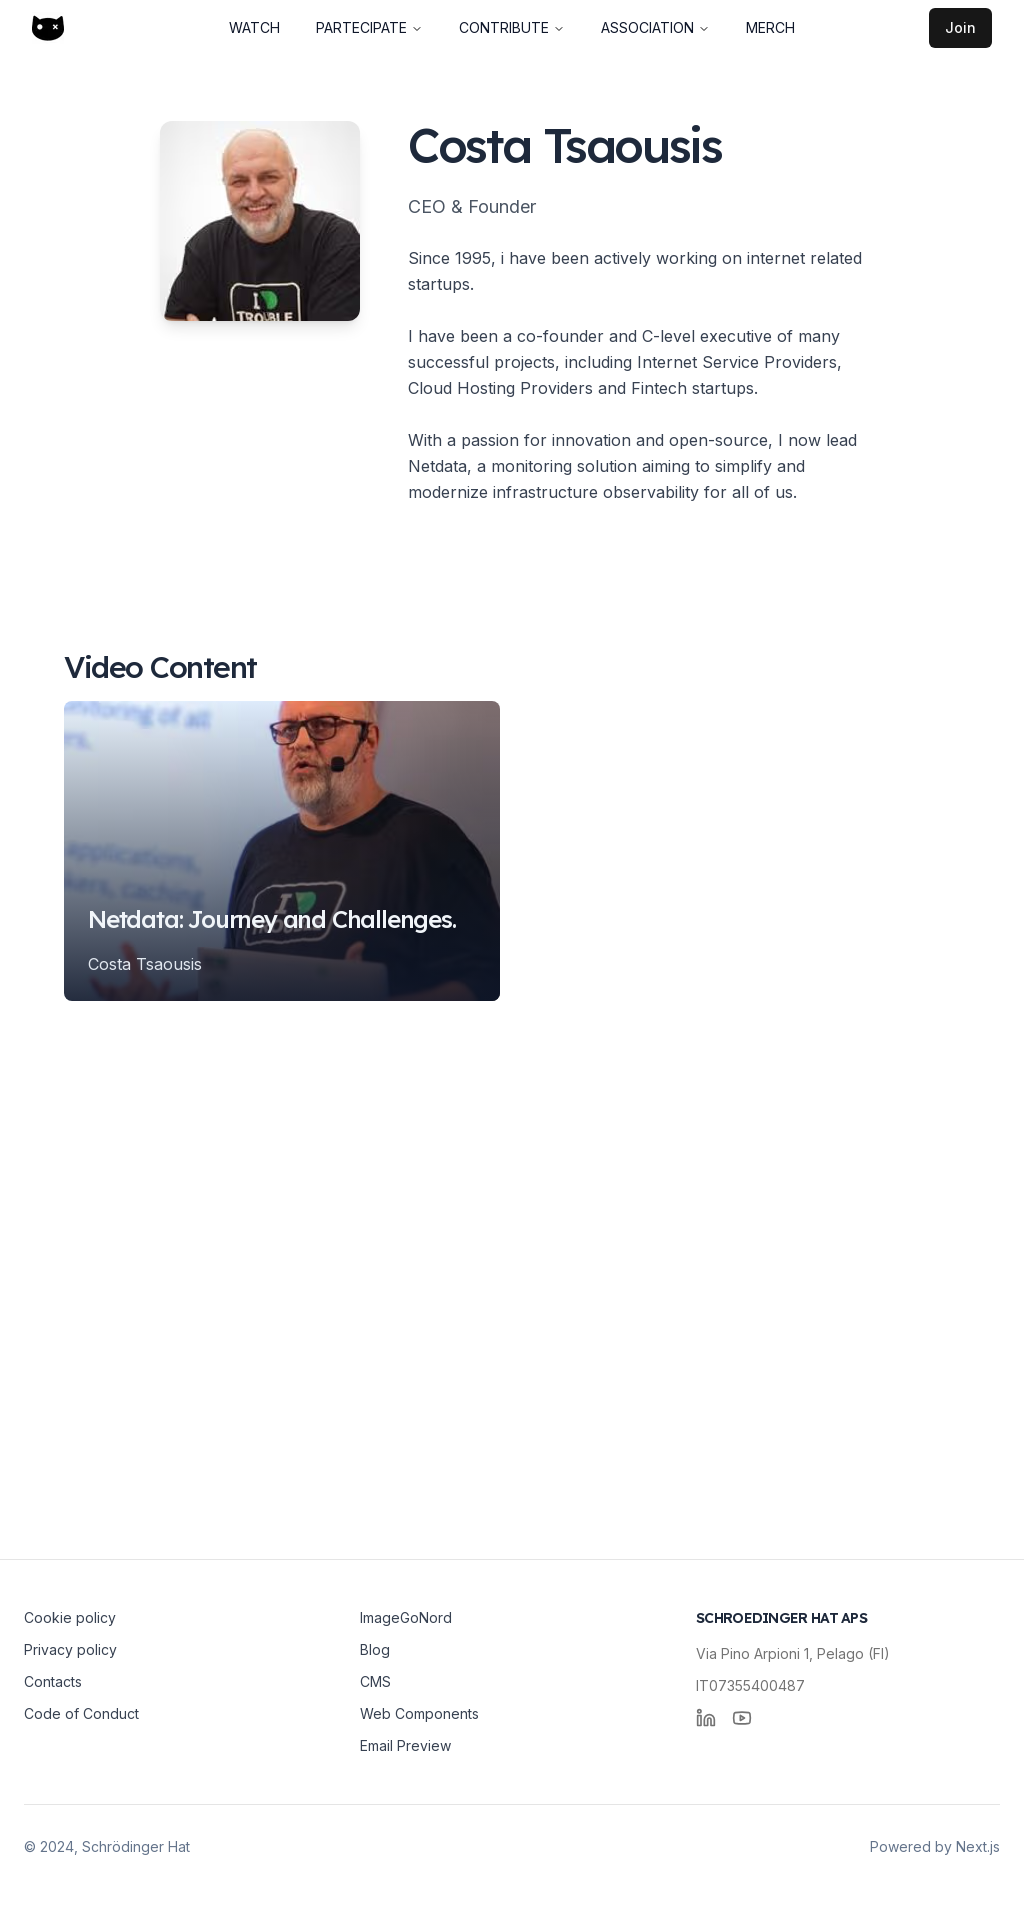 WATCH
PARTECIPATE
CONTRIBUTE
ASSOCIATION
MERCH
Join
Costa Tsaousis
CEO & Founder
Since 1995, i have been actively working on internet related
startups.
I have been a co-founder and C-level executive of many
successful projects, including Internet Service Providers,
Cloud Hosting Providers and Fintech startups.
With a passion for innovation and open-source, I now lead
Netdata, a monitoring solution aiming to simplify and
modernize infrastructure observability for all of us.
I
TROUBLE
Video Content
of all
applications,
caching
I
Netdata: Journey and Challenges.
Costa Tsaousis
Cookie policy
Privacy policy
Contacts
Code of Conduct
ImageGoNord
Blog
CMS
Web Components
Email Preview
SCHROEDINGER HAT APS
Via Pino Arpioni 1, Pelago (FI)
IT07355400487
© 2024, Schrödinger Hat
Powered by Next.js